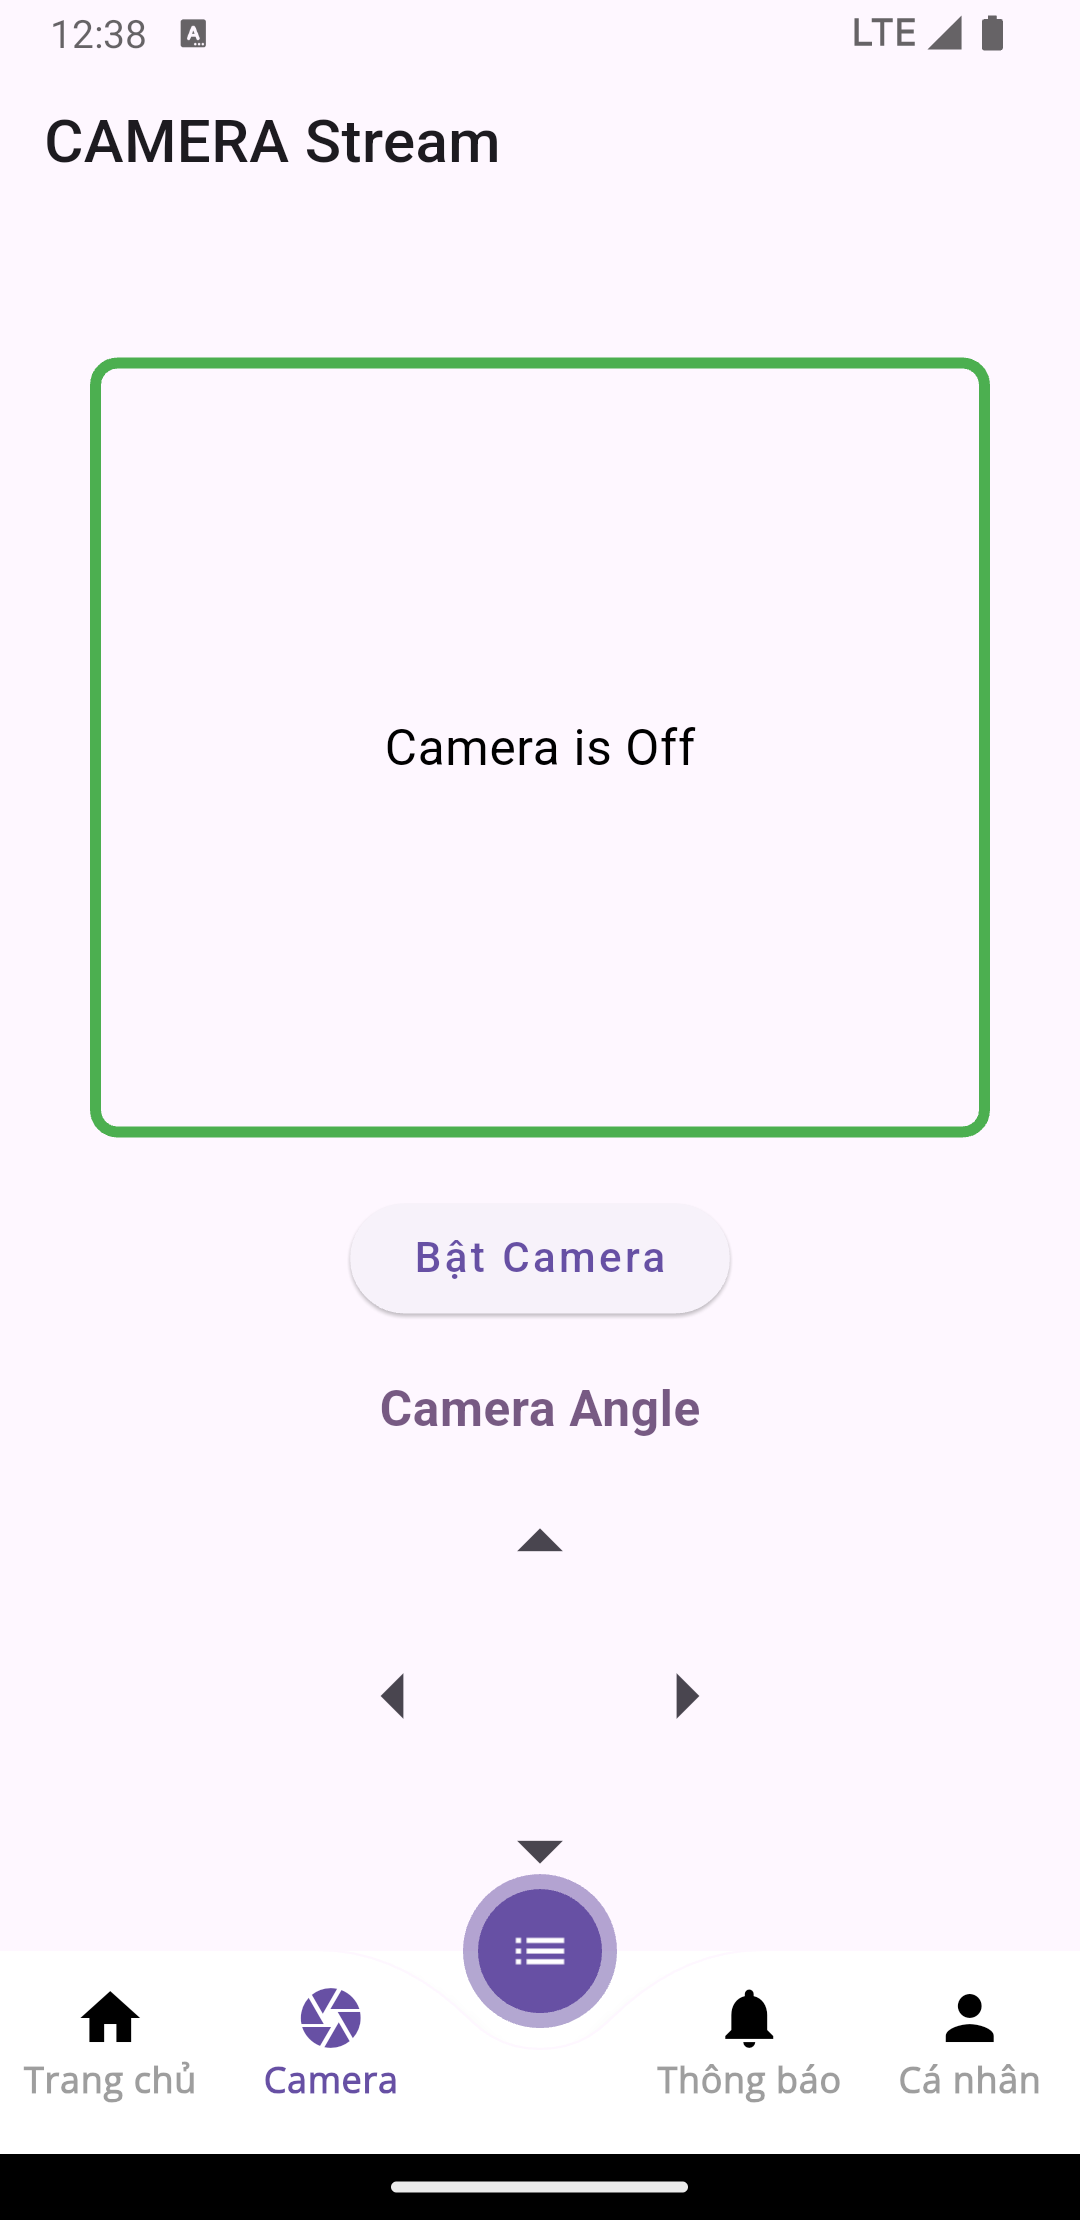 12:38
LTE
CAMERA Stream
Camera is Off
Bật Camera
Camera Angle
Trang chủ
Camera
Thông báo
Cá nhân